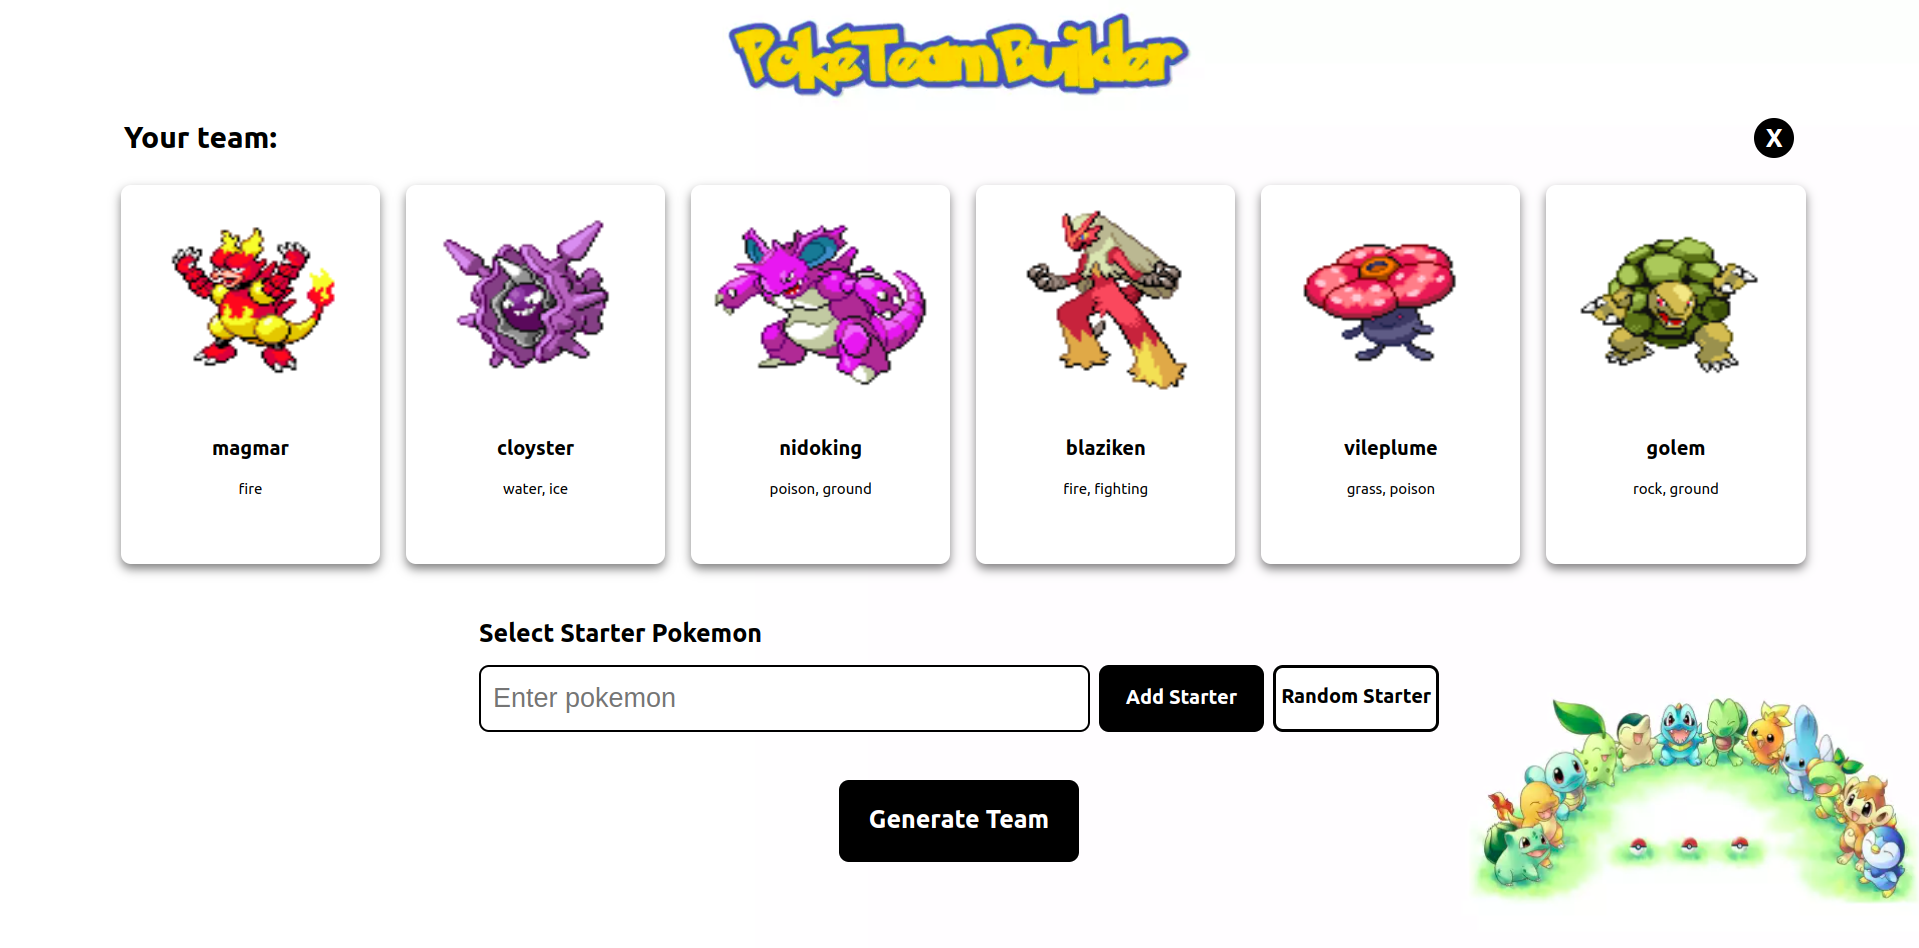 PokéTeamBuilder
Your team:
X
magmar
fire
cloyster
water, ice
nidoking
poison, ground
blaziken
fire, fighting
vileplume
grass, poison
golem
rock, ground
Select Starter Pokemon
Enter pokemon
Add Starter
Random Starter
Generate Team